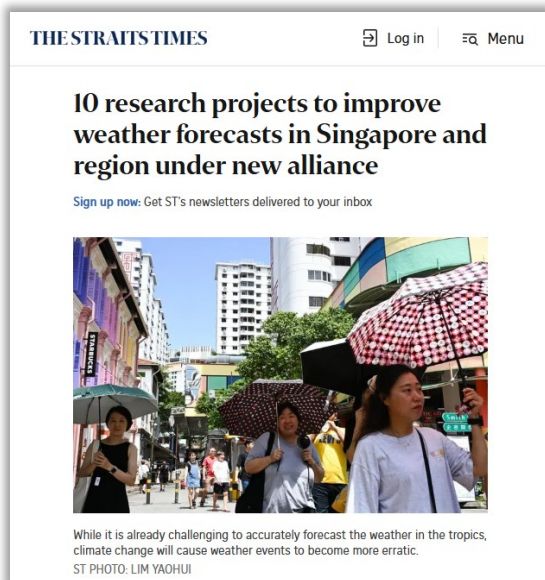 THE STRAITS TIMES
Log in
Menu
10 research projects to improve
weather forecasts in Singapore and
region under new alliance
Sign up now: Get ST's newsletters delivered to your inbox
STARBUCKS
Smith
While it is already challenging to accurately forecast the weather in the tropics,
climate change will cause weather events to become more erratic.
ST PHOTO: LIM YAOHUI